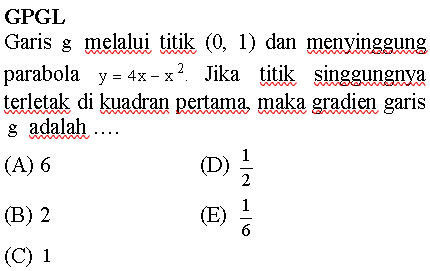 GPGL
Garis g melalui titik (0, 1) dan menyinggung
parabola y = 4x – x². Jika titik singgungnya
terletak di kuadran pertama, maka gradien garis
g adalah ….
(A) 6 (D) 1/2
(B) 2 (E) 1/6
(C) 1